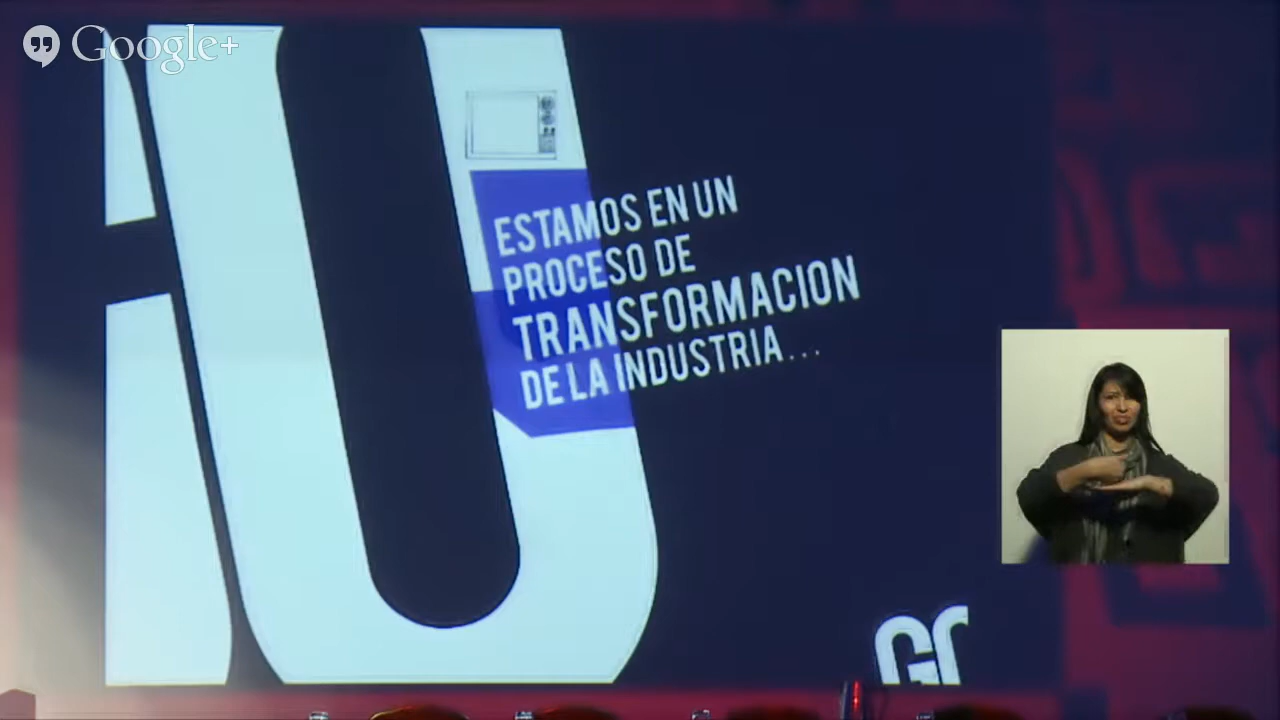 Google+
ESTAMOS EN UN
PROCESO DE
TRANSFORMACION
DE LA INDUSTRIA...